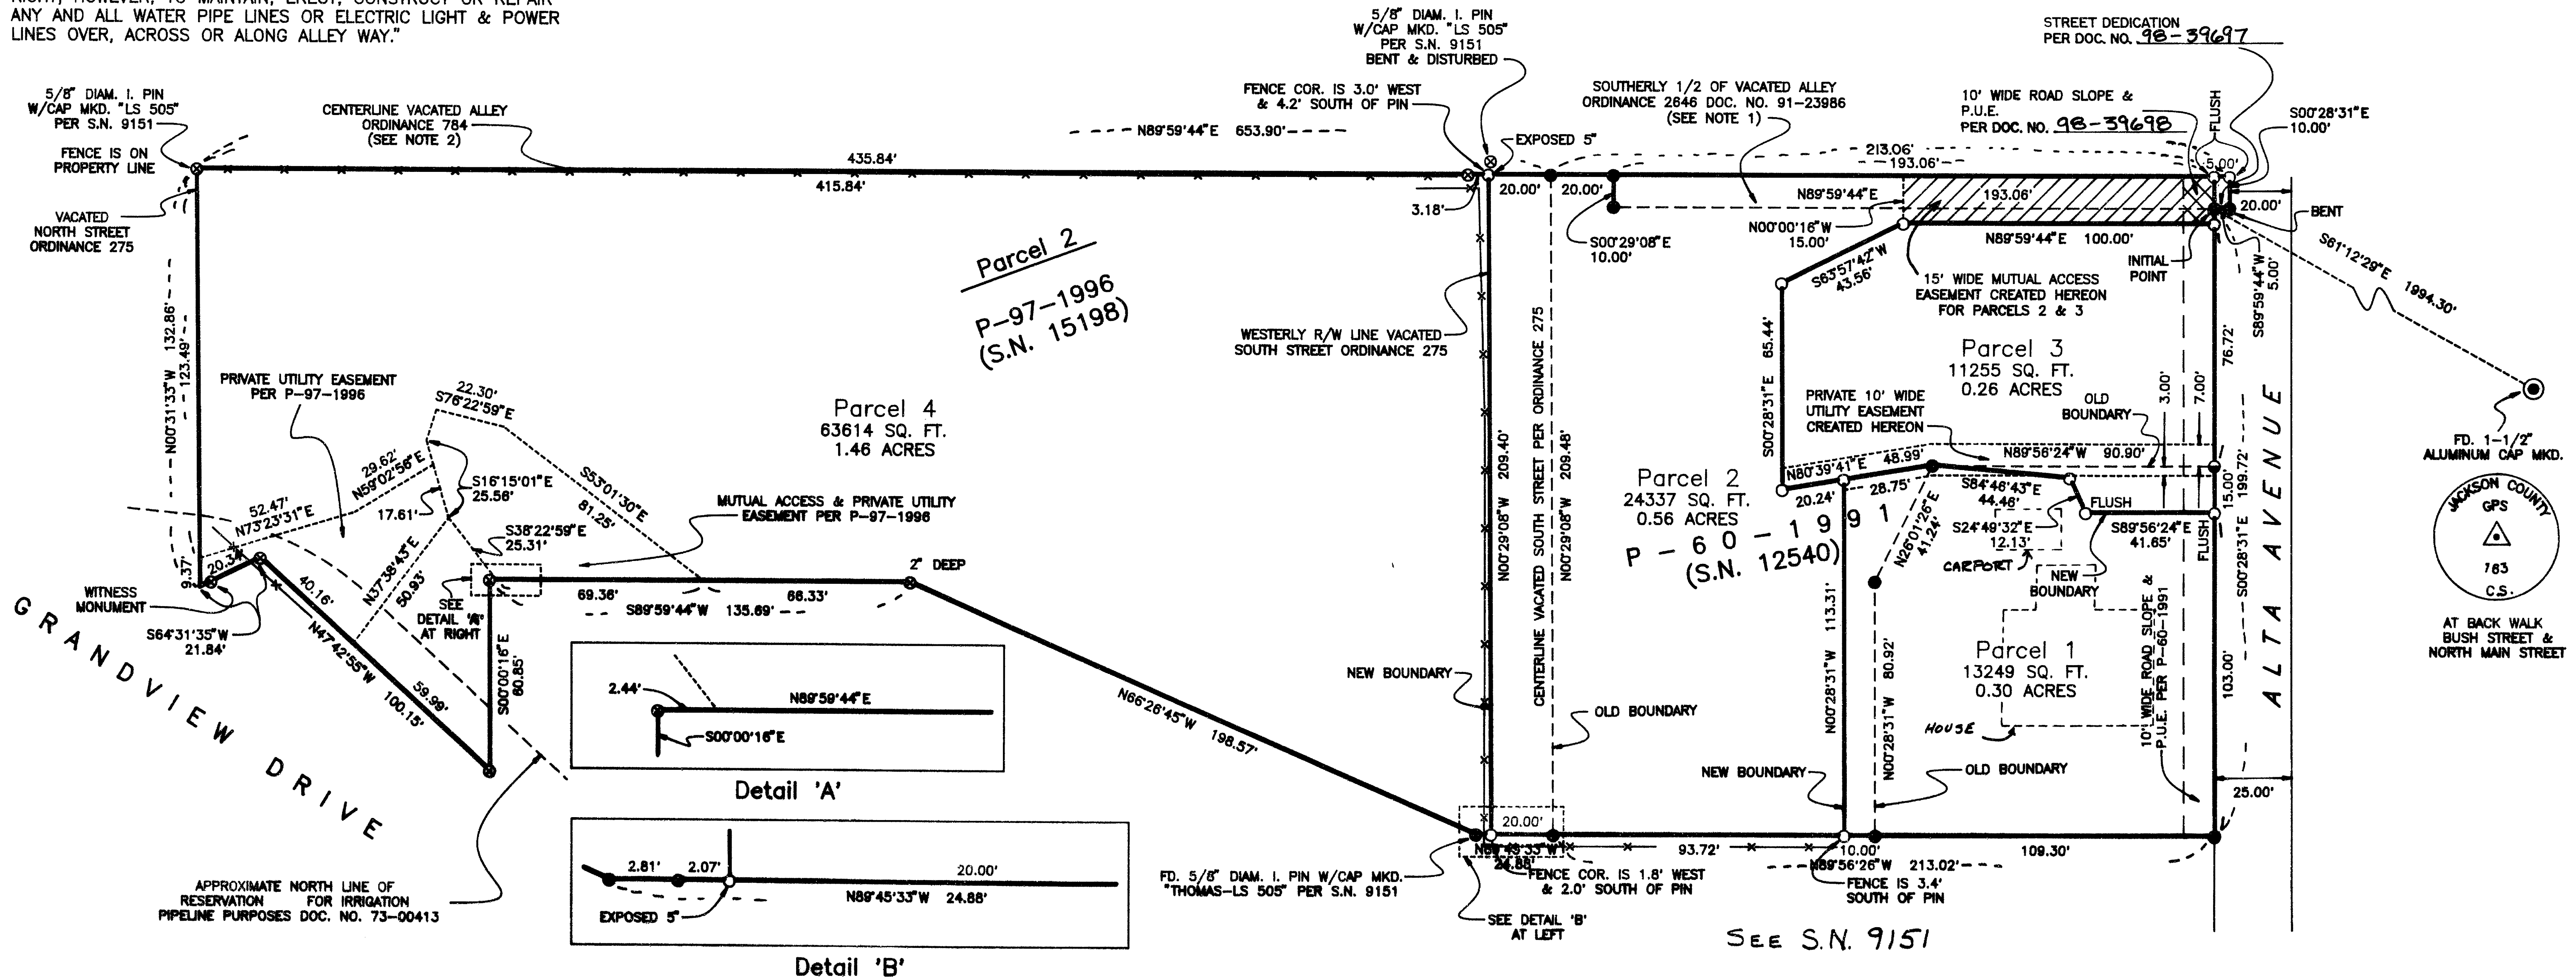 RIGHT, HOWEVER, TO MAINTAIN, ERECT, CONSTRUCT OR REPAIR
ANY AND ALL WATER PIPE LINES OR ELECTRIC LIGHT & POWER
LINES OVER, ACROSS OR ALONG ALLEY WAY."
5/8" DIAM. I. PIN
W/CAP MKD. "LS 505"
PER S.N. 9151
FENCE IS ON
PROPERTY LINE
CENTERLINE VACATED ALLEY
ORDINANCE 784
(SEE NOTE 2)
N89°59'44"E 653.90'
435.84'
415.84'
5/8" DIAM. I. PIN
W/CAP MKD. "LS 505"
PER S.N. 9151
BENT & DISTURBED
FENCE COR. IS 3.0' WEST
& 4.2' SOUTH OF PIN
EXPOSED 5"
SOUTHERLY 1/2 OF VACATED ALLEY
ORDINANCE 2646 DOC. NO. 91-23986
(SEE NOTE 1)
STREET DEDICATION
PER DOC. NO. 98-39697
10' WIDE ROAD SLOPE &
P.U.E.
PER DOC. NO. 98-39698
FLUSH
S00°28'31"E
10.00'
213.06'
193.06'
5.00'
20.00'
20.00'
3.18'
N89°59'44"E
193.06'
20.00'
BENT
S00°29'08"E
10.00'
N00°00'16"W
15.00'
N89°59'44"E 100.00'
INITIAL
POINT
S89°59'44"W
5.00'
S61°12'29"E 1994.30'
S63°57'42"W
43.56'
15' WIDE MUTUAL ACCESS
EASEMENT CREATED HEREON
FOR PARCELS 2 & 3
VACATED
NORTH STREET
ORDINANCE 275
N00°31'33"W 132.86'
123.49'
9.37'
Parcel 2
P-97-1996
(S.N. 15198)
WESTERLY R/W LINE VACATED
SOUTH STREET ORDINANCE 275
N00°29'08"W 209.40'
CENTERLINE VACATED SOUTH STREET PER ORDINANCE 275
N00°29'08"W 209.48'
S00°28'31"E 65.44'
Parcel 3
11255 SQ. FT.
0.26 ACRES
76.72'
3.00'
7.00'
PRIVATE 10' WIDE
UTILITY EASEMENT
CREATED HEREON
OLD
BOUNDARY
ALTA AVENUE
FD. 1-1/2"
ALUMINUM CAP MKD.
JACKSON COUNTY
GPS
163
C.S.
AT BACK WALK
BUSH STREET &
NORTH MAIN STREET
PRIVATE UTILITY EASEMENT
PER P-97-1996
22.30'
S76°22'59"E
Parcel 4
63614 SQ. FT.
1.46 ACRES
29.62'
N59°02'56"E
52.47'
N73°23'31"E
17.61'
S16°15'01"E
25.56'
S53°01'30"E
81.25'
S38°22'59"E
25.31'
MUTUAL ACCESS & PRIVATE UTILITY
EASEMENT PER P-97-1996
N37°38'43"E
50.93'
2" DEEP
69.36'
66.33'
S89°59'44"W 135.69'
SEE
DETAIL 'A'
AT RIGHT
S00°00'16"E
60.85'
WITNESS
MONUMENT
S64°31'35"W
21.84'
20.34'
40.16'
N47°42'55"W
100.15'
59.99'
GRANDVIEW DRIVE
N66°26'45"W 198.57'
Parcel 2
24337 SQ. FT.
0.56 ACRES
P-60-1991
(S.N. 12540)
N80°39'41"E 48.99'
20.24'
28.75'
N89°56'24"W 90.90'
S84°46'43"E
44.46'
S24°49'32"E
12.13'
FLUSH
S89°56'24"E
41.65'
15.00'
FLUSH
S00°28'31"E 199.72'
N26°01'26"E
41.24'
CARPORT
NEW
BOUNDARY
N00°28'31"W 113.31'
N00°28'31"W 80.92'
Parcel 1
13249 SQ. FT.
0.30 ACRES
HOUSE
10' WIDE ROAD SLOPE &
P.U.E. PER P-60-1991
103.00'
25.00'
NEW BOUNDARY
OLD BOUNDARY
NEW BOUNDARY
OLD BOUNDARY
2.44'
N89°59'44"E
S00°00'16"E
Detail 'A'
2.81'
2.07'
20.00'
N89°45'33"W 24.88'
EXPOSED 5"
Detail 'B'
20.00'
N89°45'33"W
24.88'
93.72'
10.00'
N89°56'26"W 213.02'
109.30'
FD. 5/8" DIAM. I. PIN W/CAP MKD.
"THOMAS-LS 505" PER S.N. 9151
FENCE COR. IS 1.8' WEST
& 2.0' SOUTH OF PIN
FENCE IS 3.4'
SOUTH OF PIN
SEE DETAIL 'B'
AT LEFT
APPROXIMATE NORTH LINE OF
RESERVATION FOR IRRIGATION
PIPELINE PURPOSES DOC. NO. 73-00413
SEE S.N. 9151